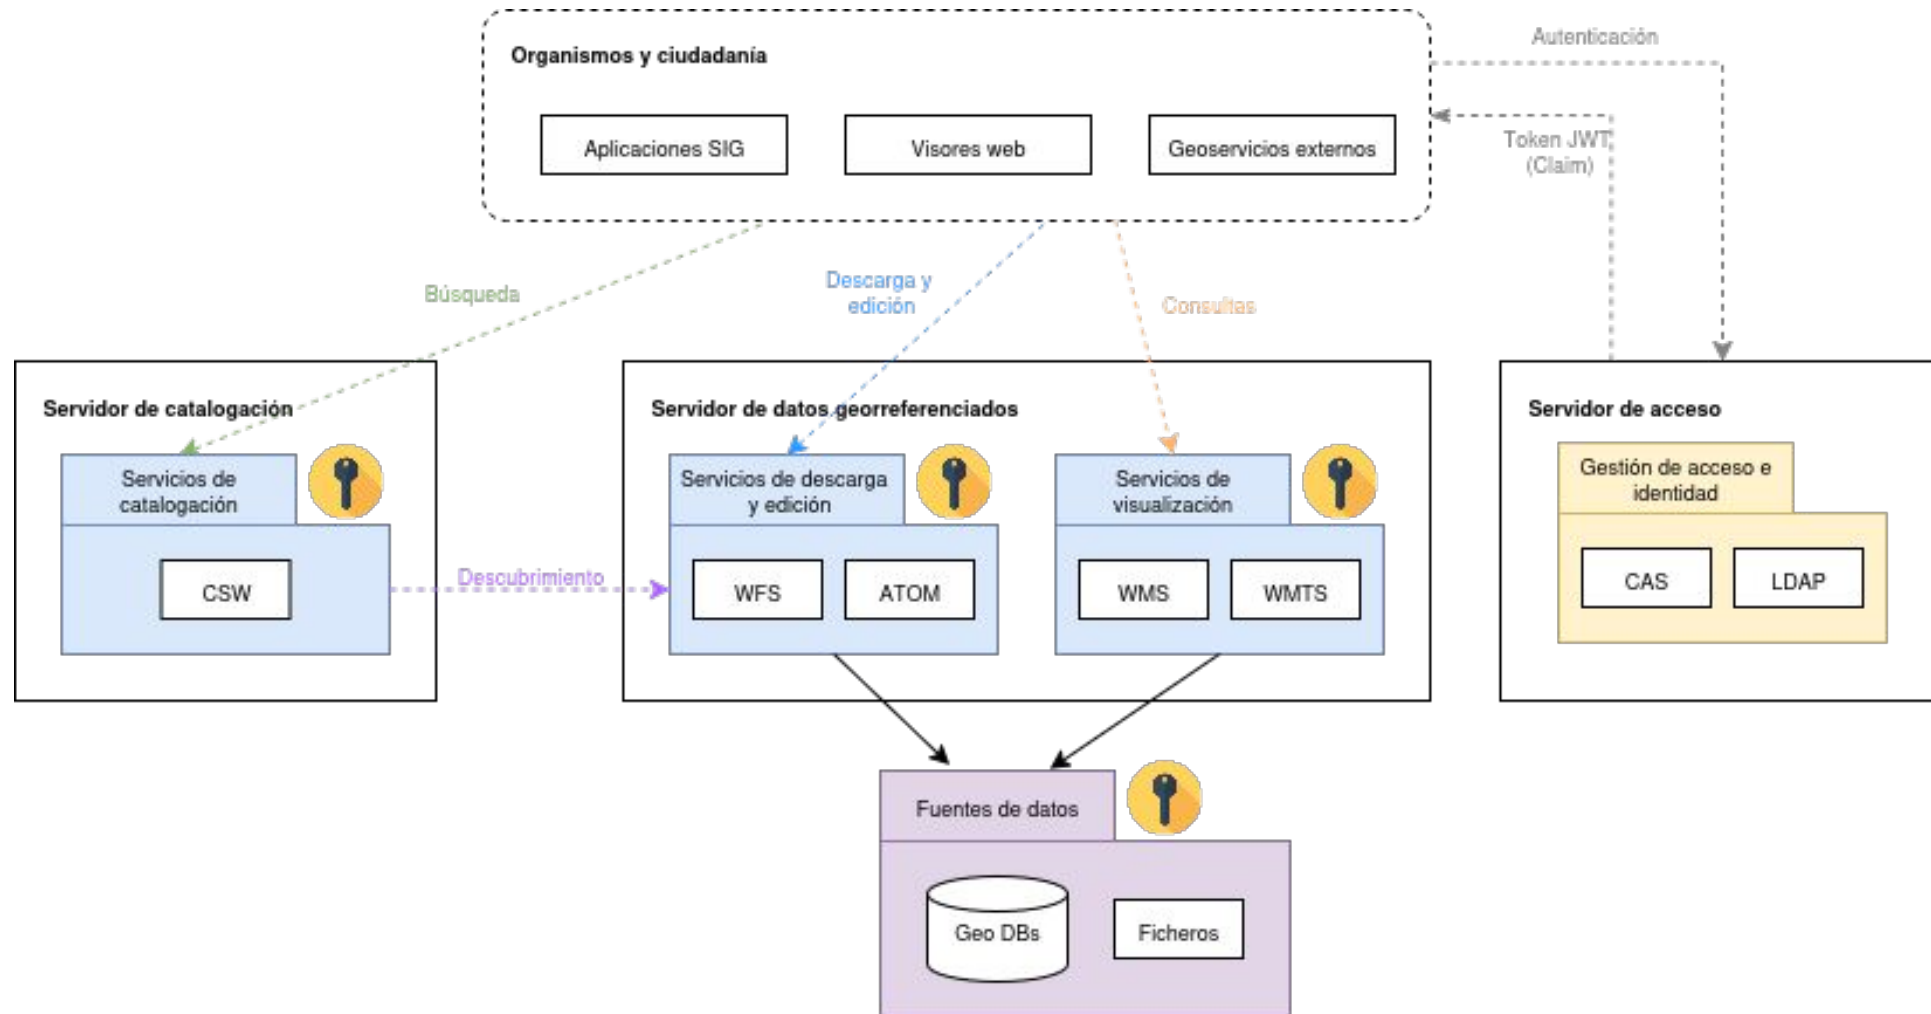 Organismos y ciudadanía
Aplicaciones SIG
Visores web
Geoservicios externos
Autenticación
Token JWT
(Claim)
Búsqueda
Descarga y
edición
Consultas
Servidor de catalogación
Servicios de
catalogación
CSW
Descubrimiento
Servidor de datos georreferenciados
Servicios de descarga
y edición
WFS
ATOM
Servicios de
visualización
WMS
WMTS
Servidor de acceso
Gestión de acceso e
identidad
CAS
LDAP
Fuentes de datos
Geo DBs
Ficheros